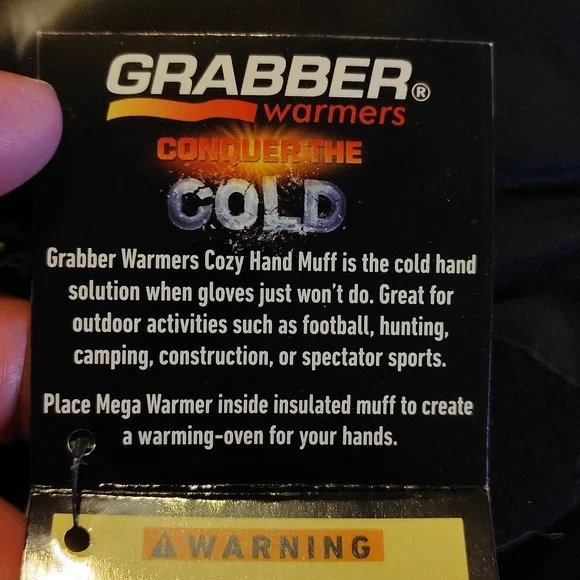 GRABBER®
warmers
CONQUER THE
COLD
Grabber Warmers Cozy Hand Muff is the cold hand
solution when gloves just won't do. Great for
outdoor activities such as football, hunting,
camping, construction, or spectator sports.
Place Mega Warmer inside insulated muff to create
a warming-oven for your hands.
⚠ WARNING